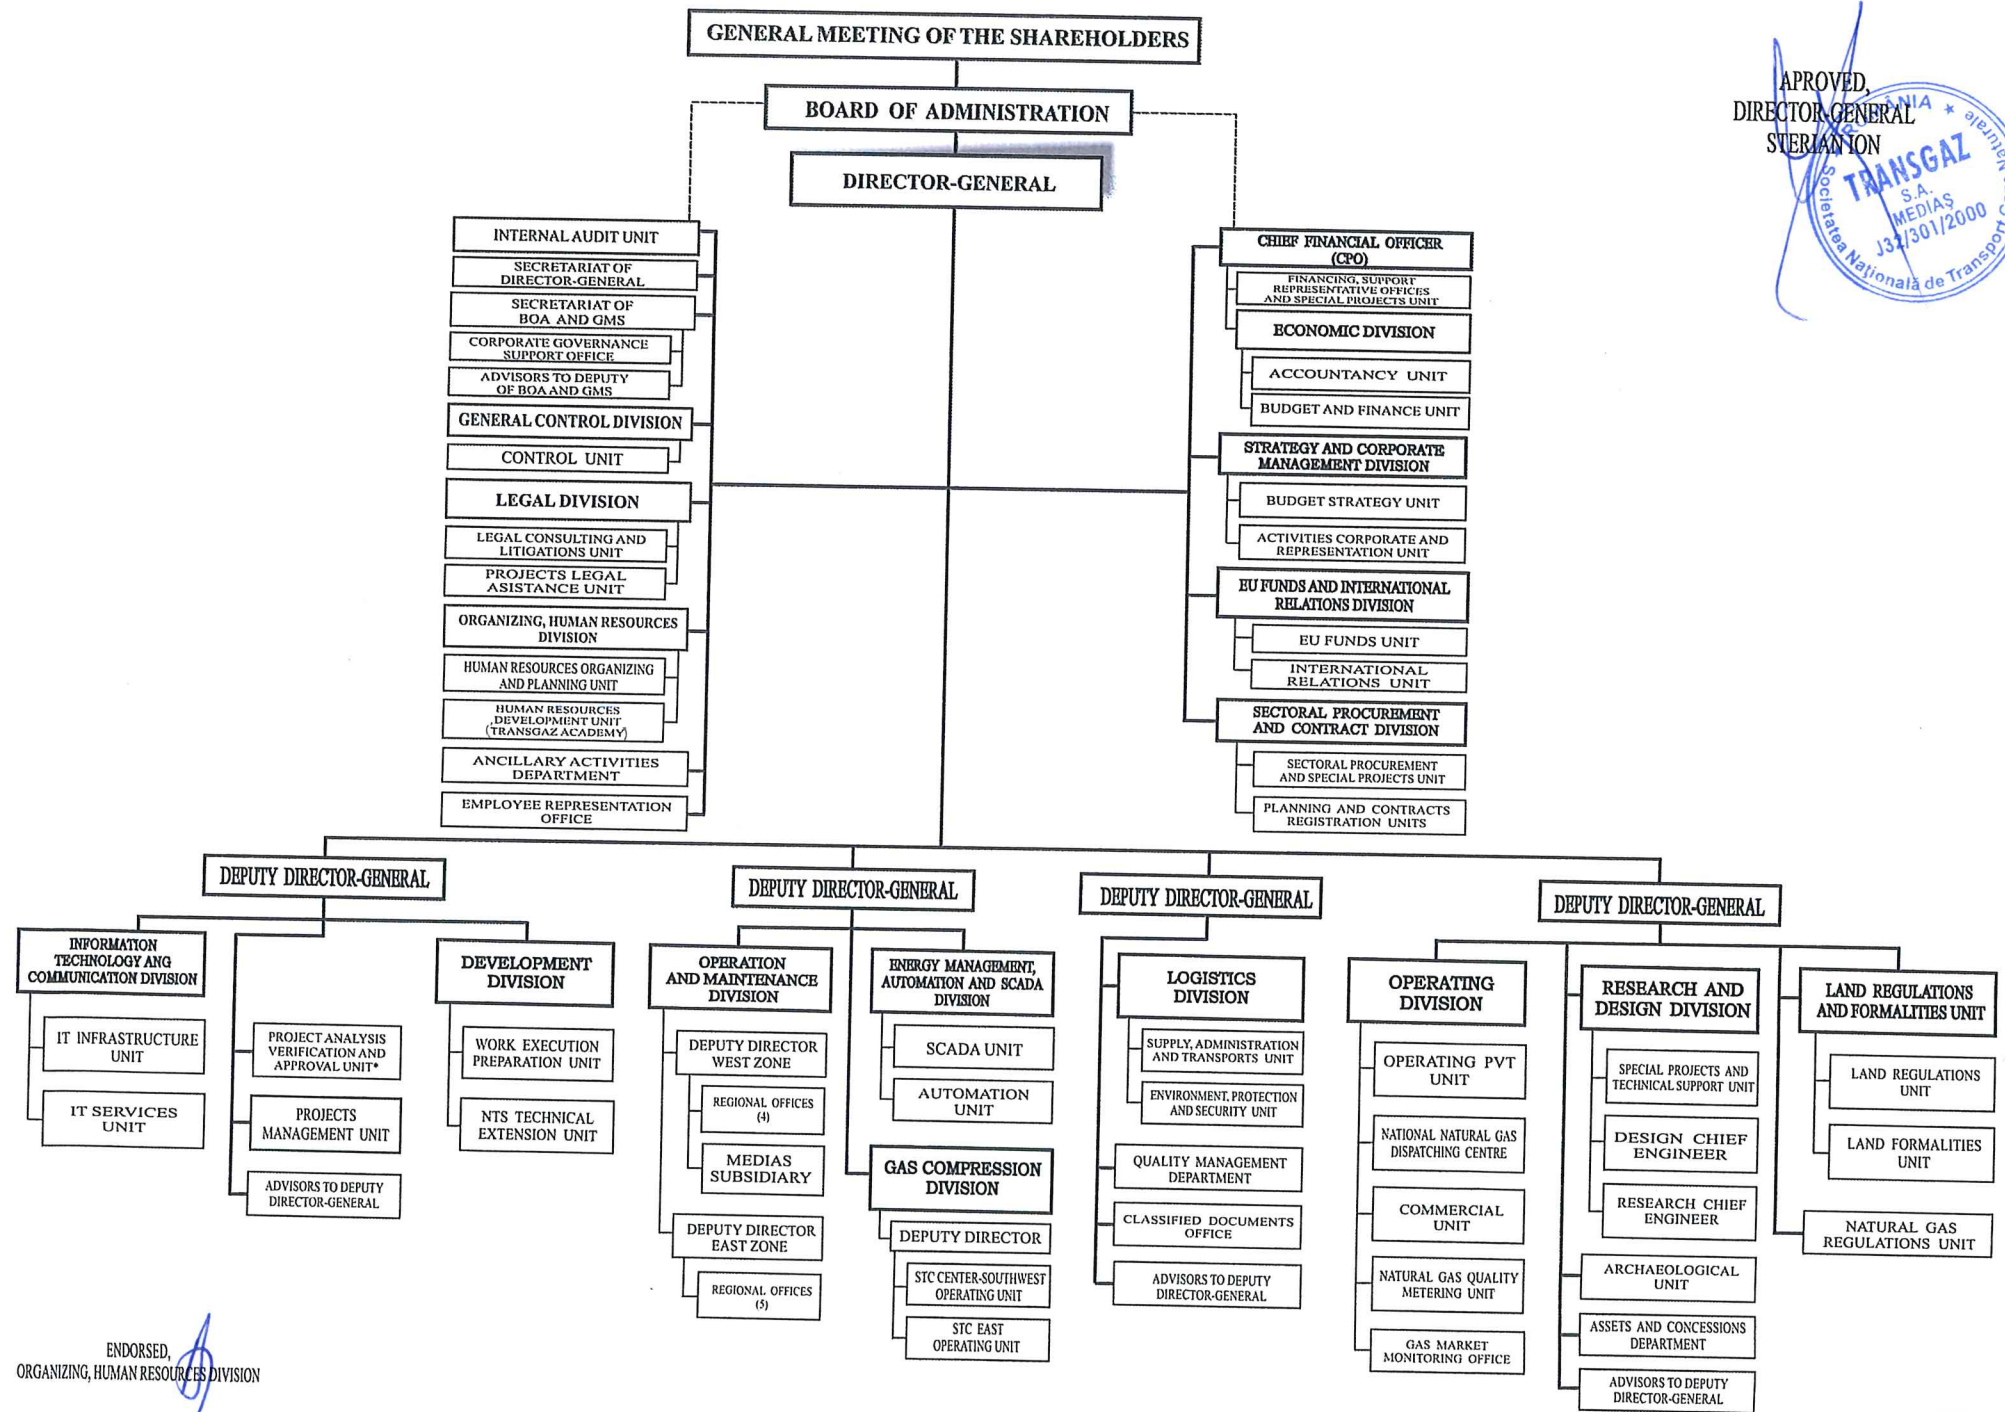 GENERAL MEETING OF THE SHAREHOLDERS
BOARD OF ADMINISTRATION
DIRECTOR-GENERAL
APROVED,
DIRECTOR-GENERAL
STERIAN ION
ROMÂNIA
Societatea Națională de Transport
TRANSGAZ
S.A.
MEDIAȘ
J32/301/2000
INTERNAL AUDIT UNIT
SECRETARIAT OF
DIRECTOR-GENERAL
SECRETARIAT OF
BOA AND GMS
CORPORATE GOVERNANCE
SUPPORT OFFICE
ADVISORS TO DEPUTY
OF BOA AND GMS
GENERAL CONTROL DIVISION
CONTROL UNIT
LEGAL DIVISION
LEGAL CONSULTING AND
LITIGATIONS UNIT
PROJECTS LEGAL
ASISTANCE UNIT
ORGANIZING, HUMAN RESOURCES
DIVISION
HUMAN RESOURCES ORGANIZING
AND PLANNING UNIT
HUMAN RESOURCES
DEVELOPMENT UNIT
(TRANSGAZ ACADEMY)
ANCILLARY ACTIVITIES
DEPARTMENT
EMPLOYEE REPRESENTATION
OFFICE
CHIEF FINANCIAL OFFICER
(CPO)
FINANCING, SUPPORT
REPRESENTATIVE OFFICES
AND SPECIAL PROJECTS UNIT
ECONOMIC DIVISION
ACCOUNTANCY UNIT
BUDGET AND FINANCE UNIT
STRATEGY AND CORPORATE
MANAGEMENT DIVISION
BUDGET STRATEGY UNIT
ACTIVITIES CORPORATE AND
REPRESENTATION UNIT
EU FUNDS AND INTERNATIONAL
RELATIONS DIVISION
EU FUNDS UNIT
INTERNATIONAL
RELATIONS UNIT
SECTORAL PROCUREMENT
AND CONTRACT DIVISION
SECTORAL PROCUREMENT
AND SPECIAL PROJECTS UNIT
PLANNING AND CONTRACTS
REGISTRATION UNITS
DEPUTY DIRECTOR-GENERAL
INFORMATION
TECHNOLOGY ANG
COMMUNICATION DIVISION
IT INFRASTRUCTURE
UNIT
IT SERVICES
UNIT
PROJECT ANALYSIS
VERIFICATION AND
APPROVAL UNIT*
PROJECTS
MANAGEMENT UNIT
ADVISORS TO DEPUTY
DIRECTOR-GENERAL
DEVELOPMENT
DIVISION
WORK EXECUTION
PREPARATION UNIT
NTS TECHNICAL
EXTENSION UNIT
DEPUTY DIRECTOR-GENERAL
OPERATION
AND MAINTENANCE
DIVISION
DEPUTY DIRECTOR
WEST ZONE
REGIONAL OFFICES
(4)
MEDIAS
SUBSIDIARY
DEPUTY DIRECTOR
EAST ZONE
REGIONAL OFFICES
(5)
ENERGY MANAGEMENT,
AUTOMATION AND SCADA
DIVISION
SCADA UNIT
AUTOMATION
UNIT
GAS COMPRESSION
DIVISION
DEPUTY DIRECTOR
STC CENTER-SOUTHWEST
OPERATING UNIT
STC EAST
OPERATING UNIT
DEPUTY DIRECTOR-GENERAL
LOGISTICS
DIVISION
SUPPLY, ADMINISTRATION
AND TRANSPORTS UNIT
ENVIRONMENT, PROTECTION
AND SECURITY UNIT
QUALITY MANAGEMENT
DEPARTMENT
CLASSIFIED DOCUMENTS
OFFICE
ADVISORS TO DEPUTY
DIRECTOR-GENERAL
DEPUTY DIRECTOR-GENERAL
OPERATING
DIVISION
OPERATING PVT
UNIT
NATIONAL NATURAL GAS
DISPATCHING CENTRE
COMMERCIAL
UNIT
NATURAL GAS QUALITY
METERING UNIT
GAS MARKET
MONITORING OFFICE
RESEARCH AND
DESIGN DIVISION
SPECIAL PROJECTS AND
TECHNICAL SUPPORT UNIT
DESIGN CHIEF
ENGINEER
RESEARCH CHIEF
ENGINEER
ARCHAEOLOGICAL
UNIT
ASSETS AND CONCESSIONS
DEPARTMENT
ADVISORS TO DEPUTY
DIRECTOR-GENERAL
LAND REGULATIONS
AND FORMALITIES UNIT
LAND REGULATIONS
UNIT
LAND FORMALITIES
UNIT
NATURAL GAS
REGULATIONS UNIT
ENDORSED,
ORGANIZING, HUMAN RESOURCES DIVISION